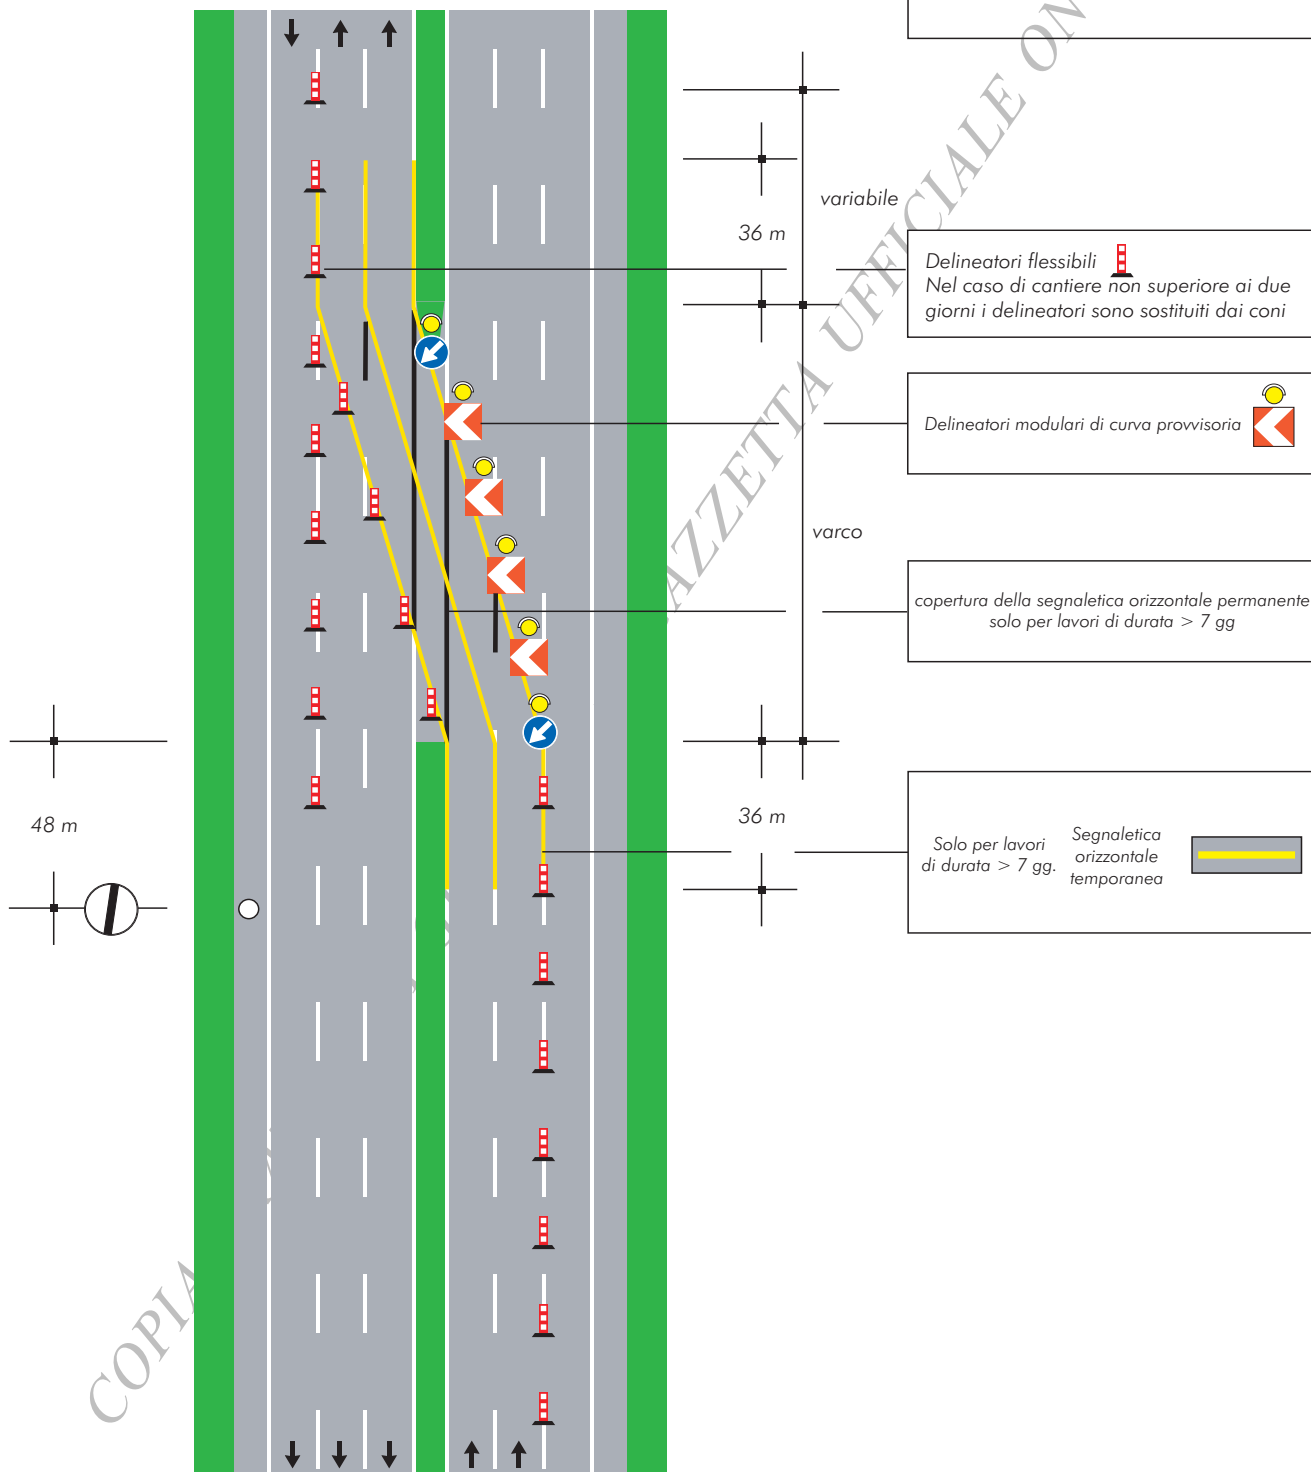 variabile
36 m
Delineatori flessibili
Nel caso di cantiere non superiore ai due
giorni i delineatori sono sostituiti dai coni
Delineatori modulari di curva provvisoria
varco
copertura della segnaletica orizzontale permanente
solo per lavori di durata > 7 gg
48 m
36 m
Solo per lavori
di durata > 7 gg.
Segnaletica
orizzontale
temporanea
COPIA
GAZZETTA UFFICIALE ON